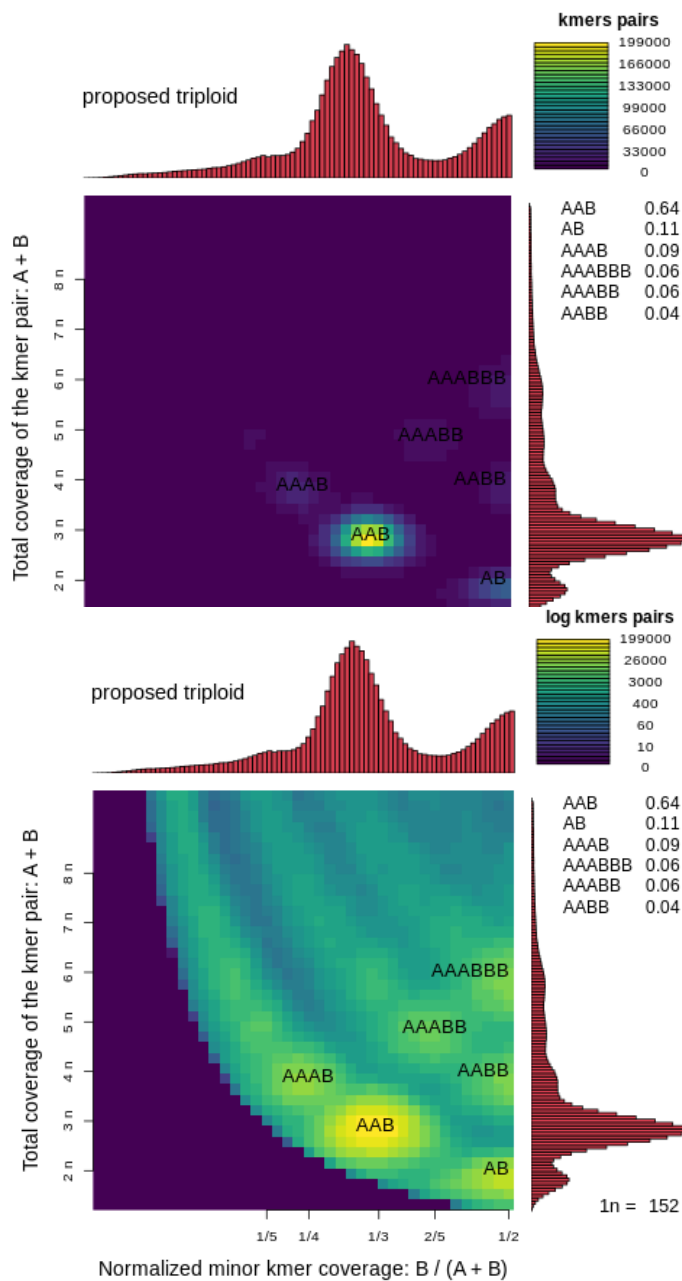 kmers pairs
199000
166000
133000
99000
66000
33000
0
proposed triploid
AAB 0.64
AB 0.11
AAAB 0.09
AAABBB 0.06
AAABB 0.06
AABB 0.04
Total coverage of the kmer pair: A + B
8 n
7 n
6 n
5 n
4 n
3 n
2 n
AAABBB
AAABB
AABB
AAAB
AAB
AB
log kmers pairs
199000
26000
3000
400
60
10
0
proposed triploid
AAB 0.64
AB 0.11
AAAB 0.09
AAABBB 0.06
AAABB 0.06
AABB 0.04
Total coverage of the kmer pair: A + B
8 n
7 n
6 n
5 n
4 n
3 n
2 n
AAABBB
AAABB
AABB
AAAB
AAB
AB
1n = 152
1/5 1/4 1/3 2/5 1/2
Normalized minor kmer coverage: B / (A + B)